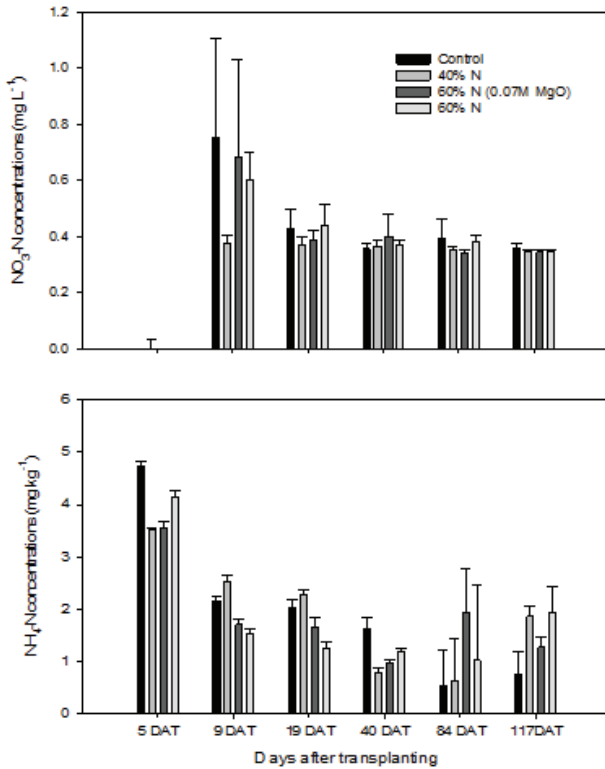 1.2
1.0
0.8
0.6
0.4
0.2
0.0
NO3-N concentrations (mg L-1)
Control
40% N
60% N (0.07M MgO)
60% N
6
5
4
3
2
1
0
NH4-N concentrations (mg kg-1)
5 DAT 9 DAT 19 DAT 40 DAT 84 DAT 117DAT
Days after transplanting